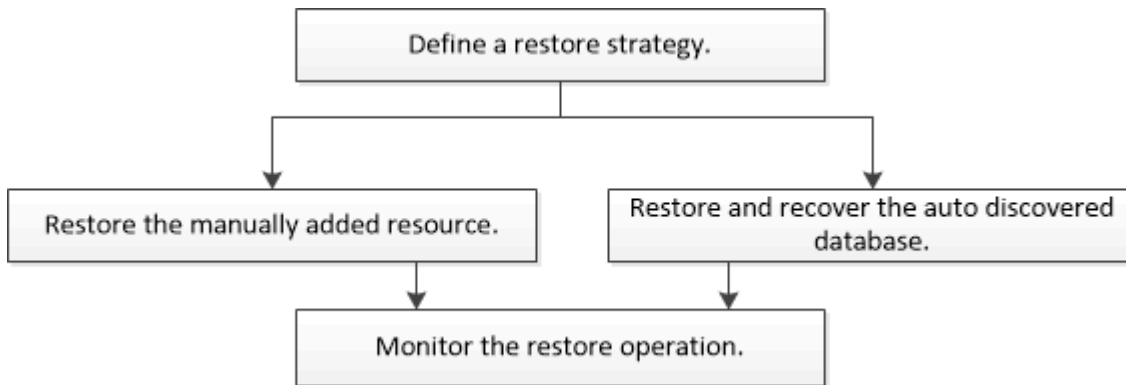 Define a restore strategy.
Restore the manually added resource.
Restore and recover the auto discovered
database.
Monitor the restore operation.